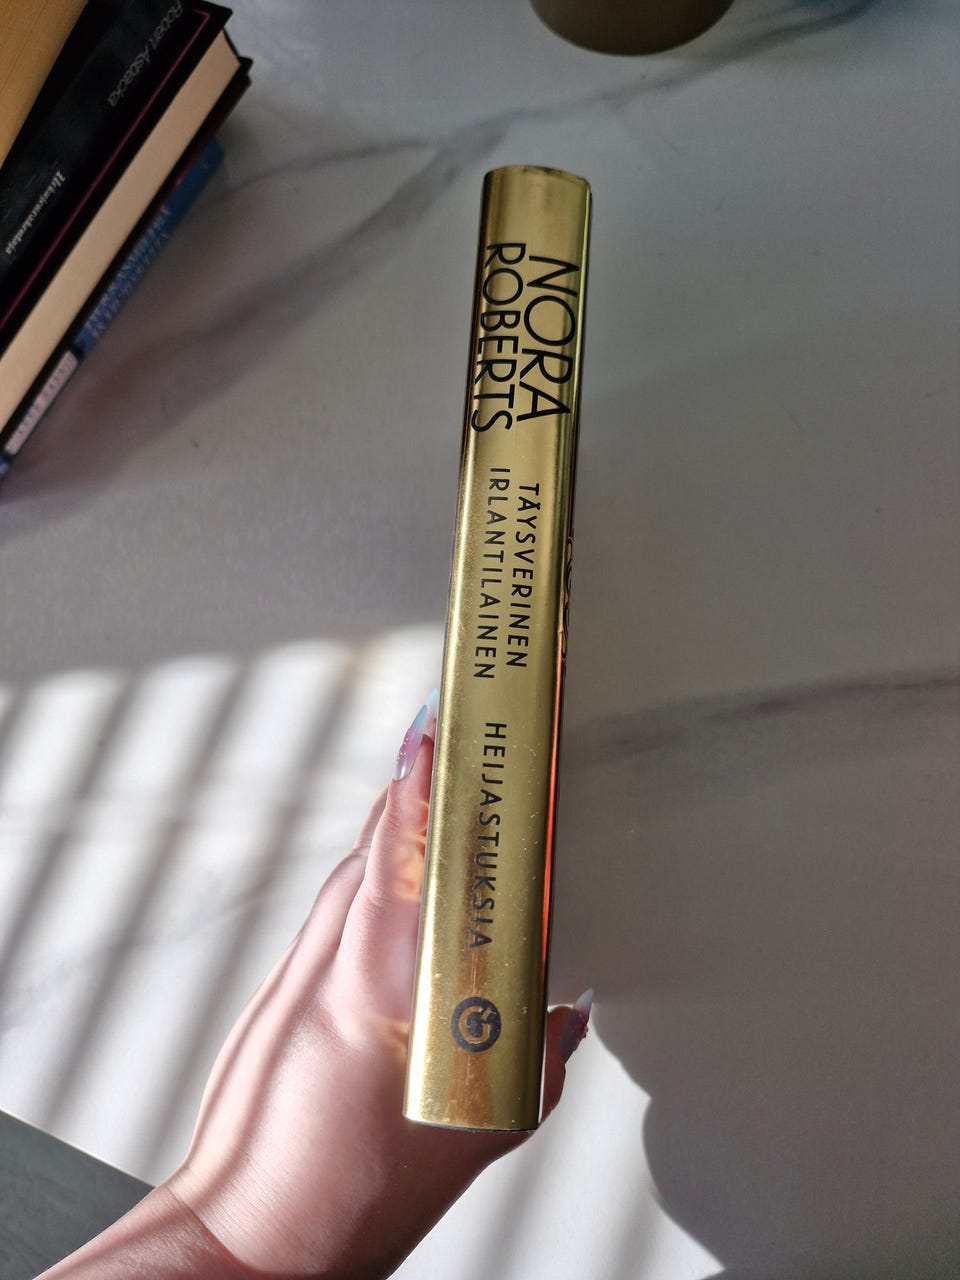 NORA
ROBERTS
TÄYSVERINEN
IRLANTILAINEN
HEIJASTUKSIA